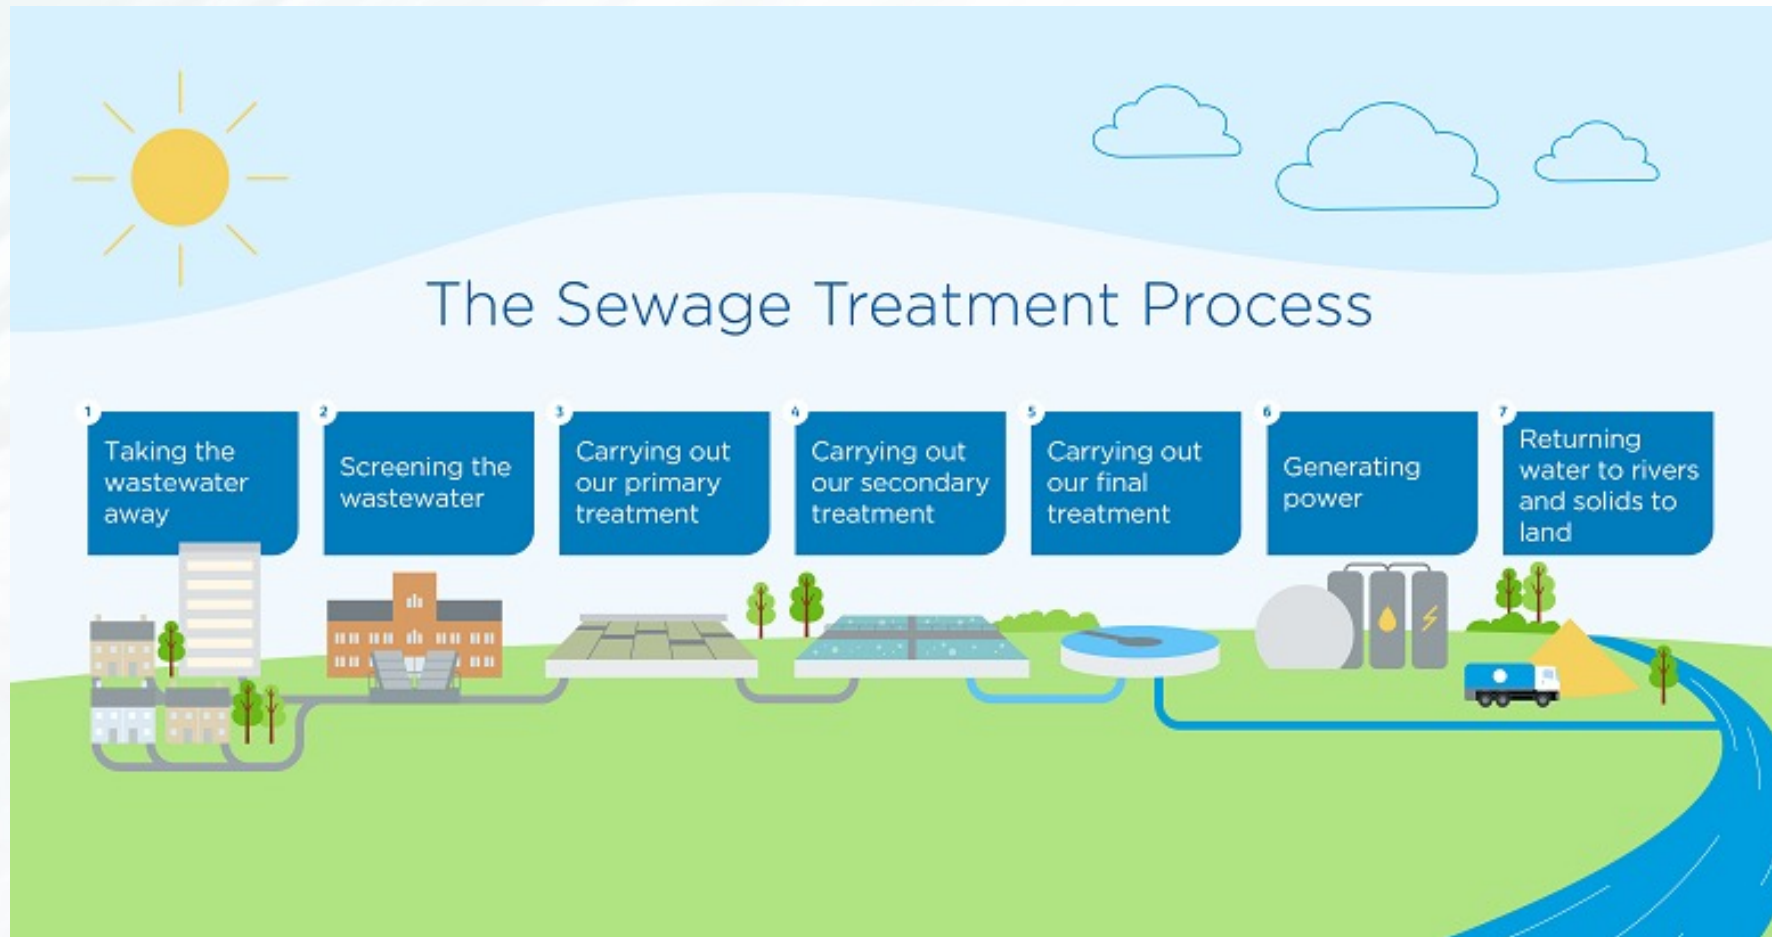 The Sewage Treatment Process
1
Taking the
wastewater
away
2
Screening the
wastewater
3
Carrying out
our primary
treatment
4
Carrying out
our secondary
treatment
5
Carrying out
our final
treatment
6
Generating
power
7
Returning
water to rivers
and solids to
land